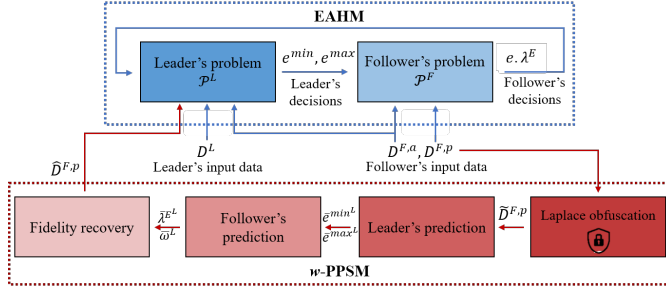 EAHM
Leader's problem
𝒫^L
e^min, e^max
Leader's
decisions
Follower's problem
𝒫^F
e. λ^E
Follower's
decisions
D̂^{F,p}
D^L
Leader's input data
D^{F,a}, D^{F,p}
Follower's input data
Fidelity recovery
λ̄^{E^L}
ω̄^L
Follower's
prediction
ē^{min^L}
ē^{max^L}
Leader's prediction
D̃^{F,p}
Laplace obfuscation
w-PPSM